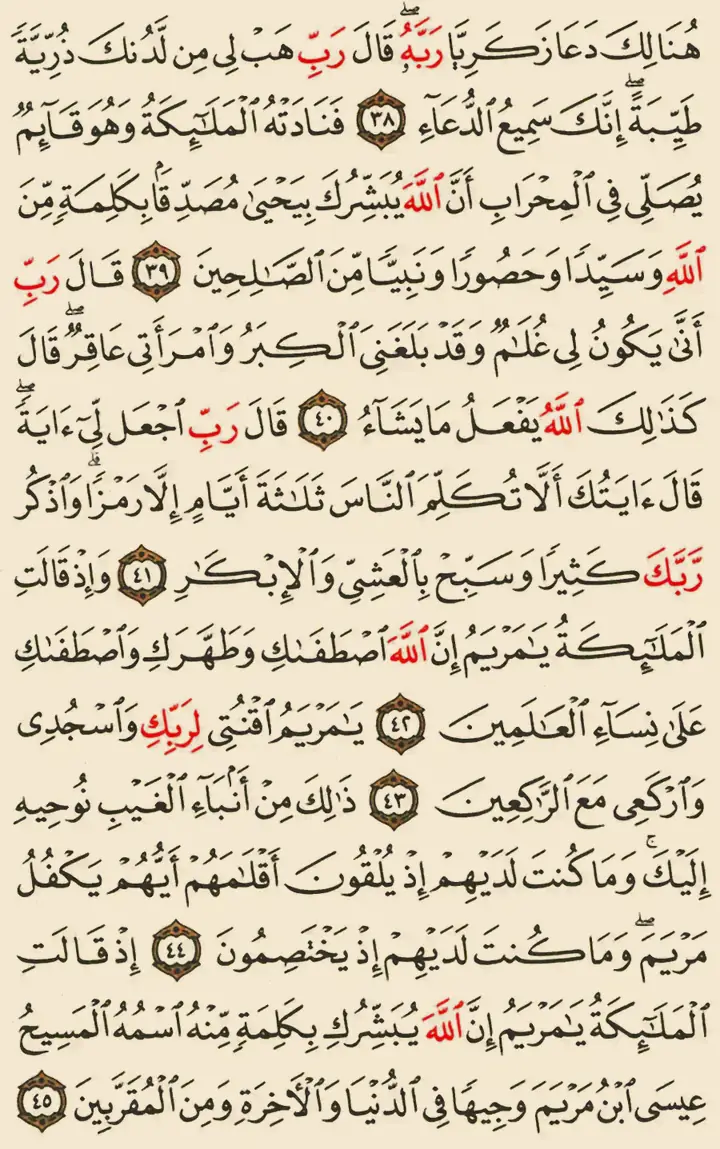 هُنَالِكَ دَعَا زَكَرِيَّا رَبَّهُۥۖ قَالَ رَبِّ هَبْ لِى مِن لَّدُنكَ ذُرِّيَّةً
طَيِّبَةًۖ إِنَّكَ سَمِيعُ ٱلدُّعَآءِ ٣٨ فَنَادَتْهُ ٱلْمَلَـٰٓئِكَةُ وَهُوَ قَآئِمٌ
يُصَلِّى فِى ٱلْمِحْرَابِ أَنَّ ٱللَّهَ يُبَشِّرُكَ بِيَحْيَىٰ مُصَدِّقًۢا بِكَلِمَةٍ مِّنَ
ٱللَّهِ وَسَيِّدًا وَحَصُورًا وَنَبِيًّا مِّنَ ٱلصَّـٰلِحِينَ ٣٩ قَالَ رَبِّ
أَنَّىٰ يَكُونُ لِى غُلَـٰمٌ وَقَدْ بَلَغَنِىَ ٱلْكِبَرُ وَٱمْرَأَتِى عَاقِرٌۖ قَالَ
كَذَٰلِكَ ٱللَّهُ يَفْعَلُ مَا يَشَآءُ ٤٠ قَالَ رَبِّ ٱجْعَل لِّىٓ ءَايَةًۖ
قَالَ ءَايَتُكَ أَلَّا تُكَلِّمَ ٱلنَّاسَ ثَلَـٰثَةَ أَيَّامٍ إِلَّا رَمْزًاۗ وَٱذْكُر
رَّبَّكَ كَثِيرًا وَسَبِّحْ بِٱلْعَشِىِّ وَٱلْإِبْكَـٰرِ ٤١ وَإِذْ قَالَتِ
ٱلْمَلَـٰٓئِكَةُ يَـٰمَرْيَمُ إِنَّ ٱللَّهَ ٱصْطَفَىٰكِ وَطَهَّرَكِ وَٱصْطَفَىٰكِ
عَلَىٰ نِسَآءِ ٱلْعَـٰلَمِينَ ٤٢ يَـٰمَرْيَمُ ٱقْنُتِى لِرَبِّكِ وَٱسْجُدِى
وَٱرْكَعِى مَعَ ٱلرَّٰكِعِينَ ٤٣ ذَٰلِكَ مِنْ أَنۢبَآءِ ٱلْغَيْبِ نُوحِيهِ
إِلَيْكَۚ وَمَا كُنتَ لَدَيْهِمْ إِذْ يُلْقُونَ أَقْلَـٰمَهُمْ أَيُّهُمْ يَكْفُلُ
مَرْيَمَۖ وَمَا كُنتَ لَدَيْهِمْ إِذْ يَخْتَصِمُونَ ٤٤ إِذْ قَالَتِ
ٱلْمَلَـٰٓئِكَةُ يَـٰمَرْيَمُ إِنَّ ٱللَّهَ يُبَشِّرُكِ بِكَلِمَةٍ مِّنْهُ ٱسْمُهُ ٱلْمَسِيحُ
عِيسَى ٱبْنُ مَرْيَمَ وَجِيهًا فِى ٱلدُّنْيَا وَٱلْـَٔاخِرَةِ وَمِنَ ٱلْمُقَرَّبِينَ ٤٥